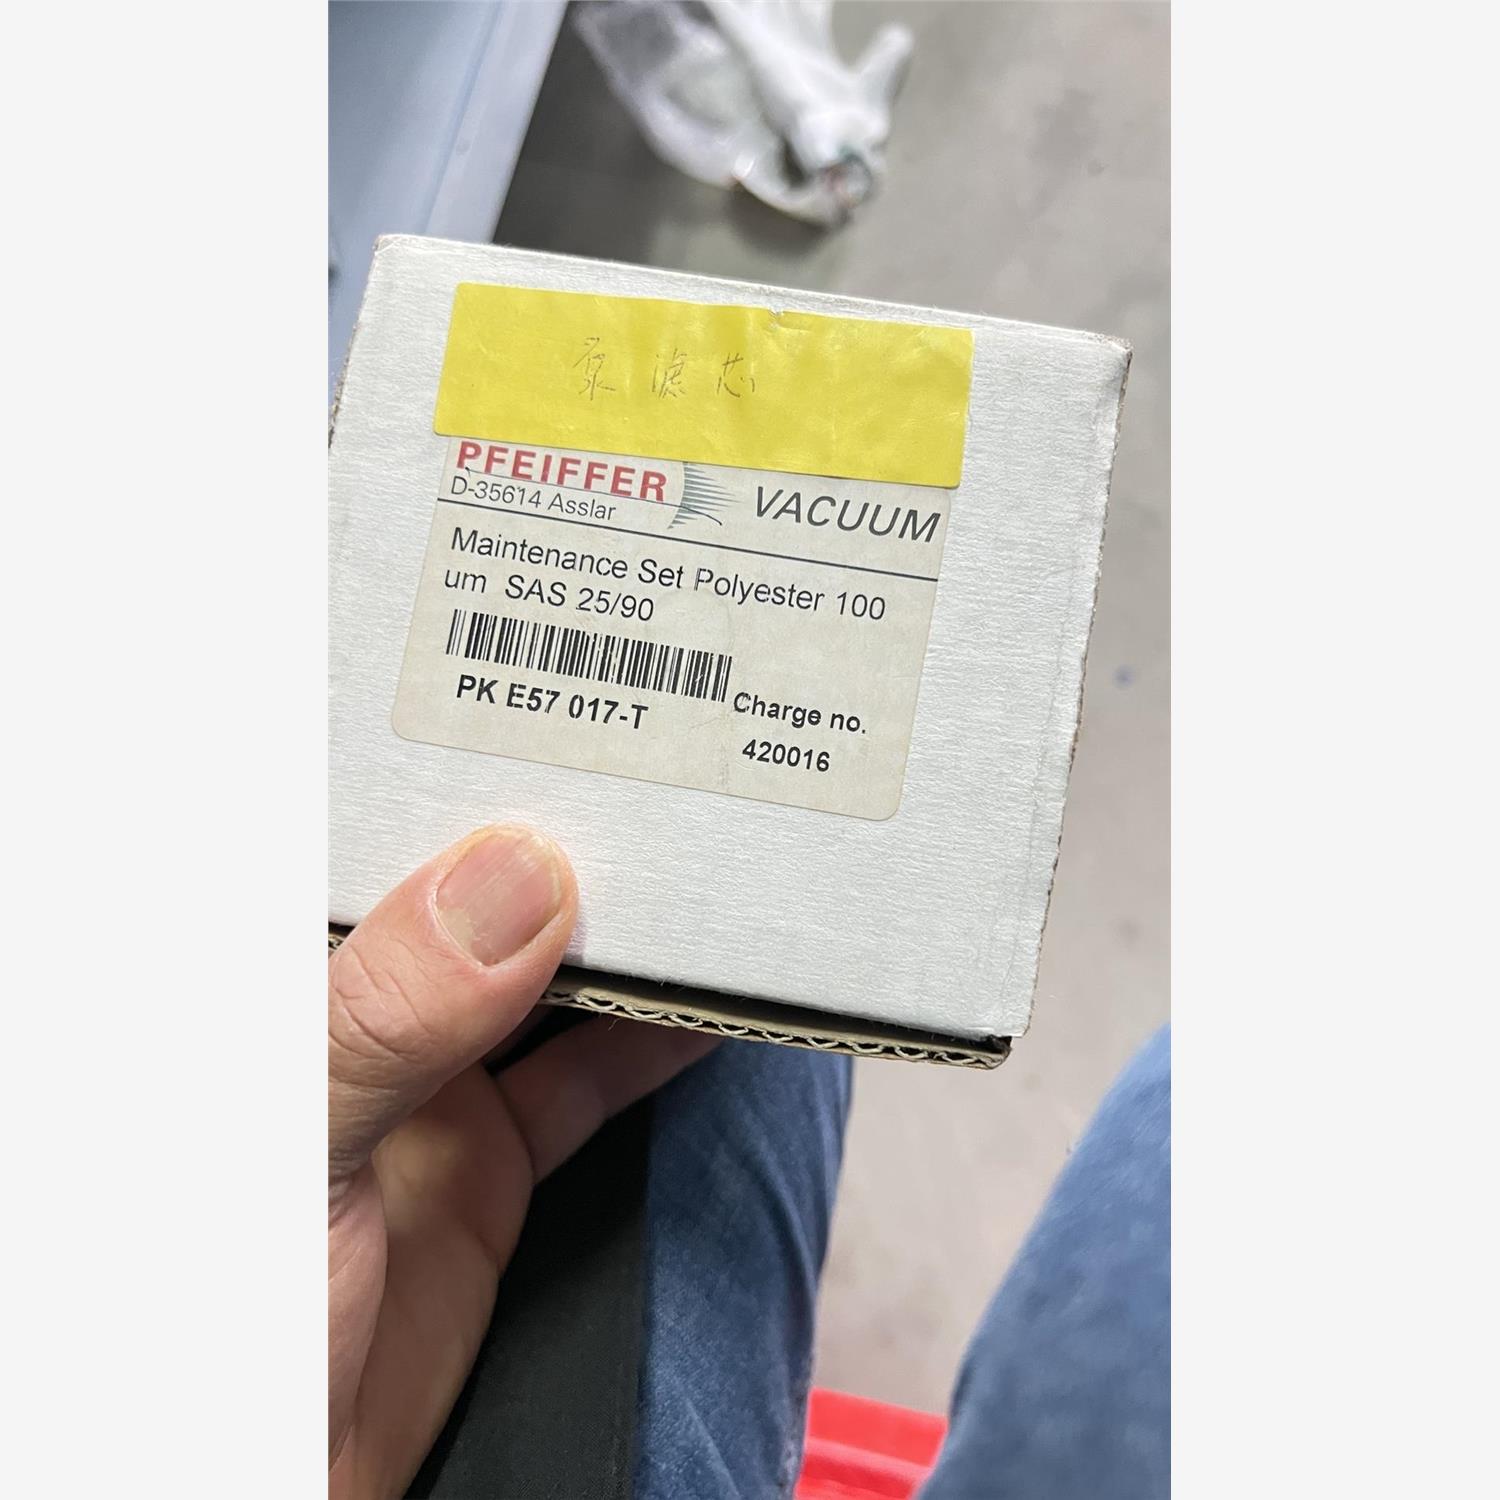 泵滤芯
PFEIFFER VACUUM
D-35614 Asslar
Maintenance Set Polyester 100
um SAS 25/90
PK E57 017-T
Charge no.
420016